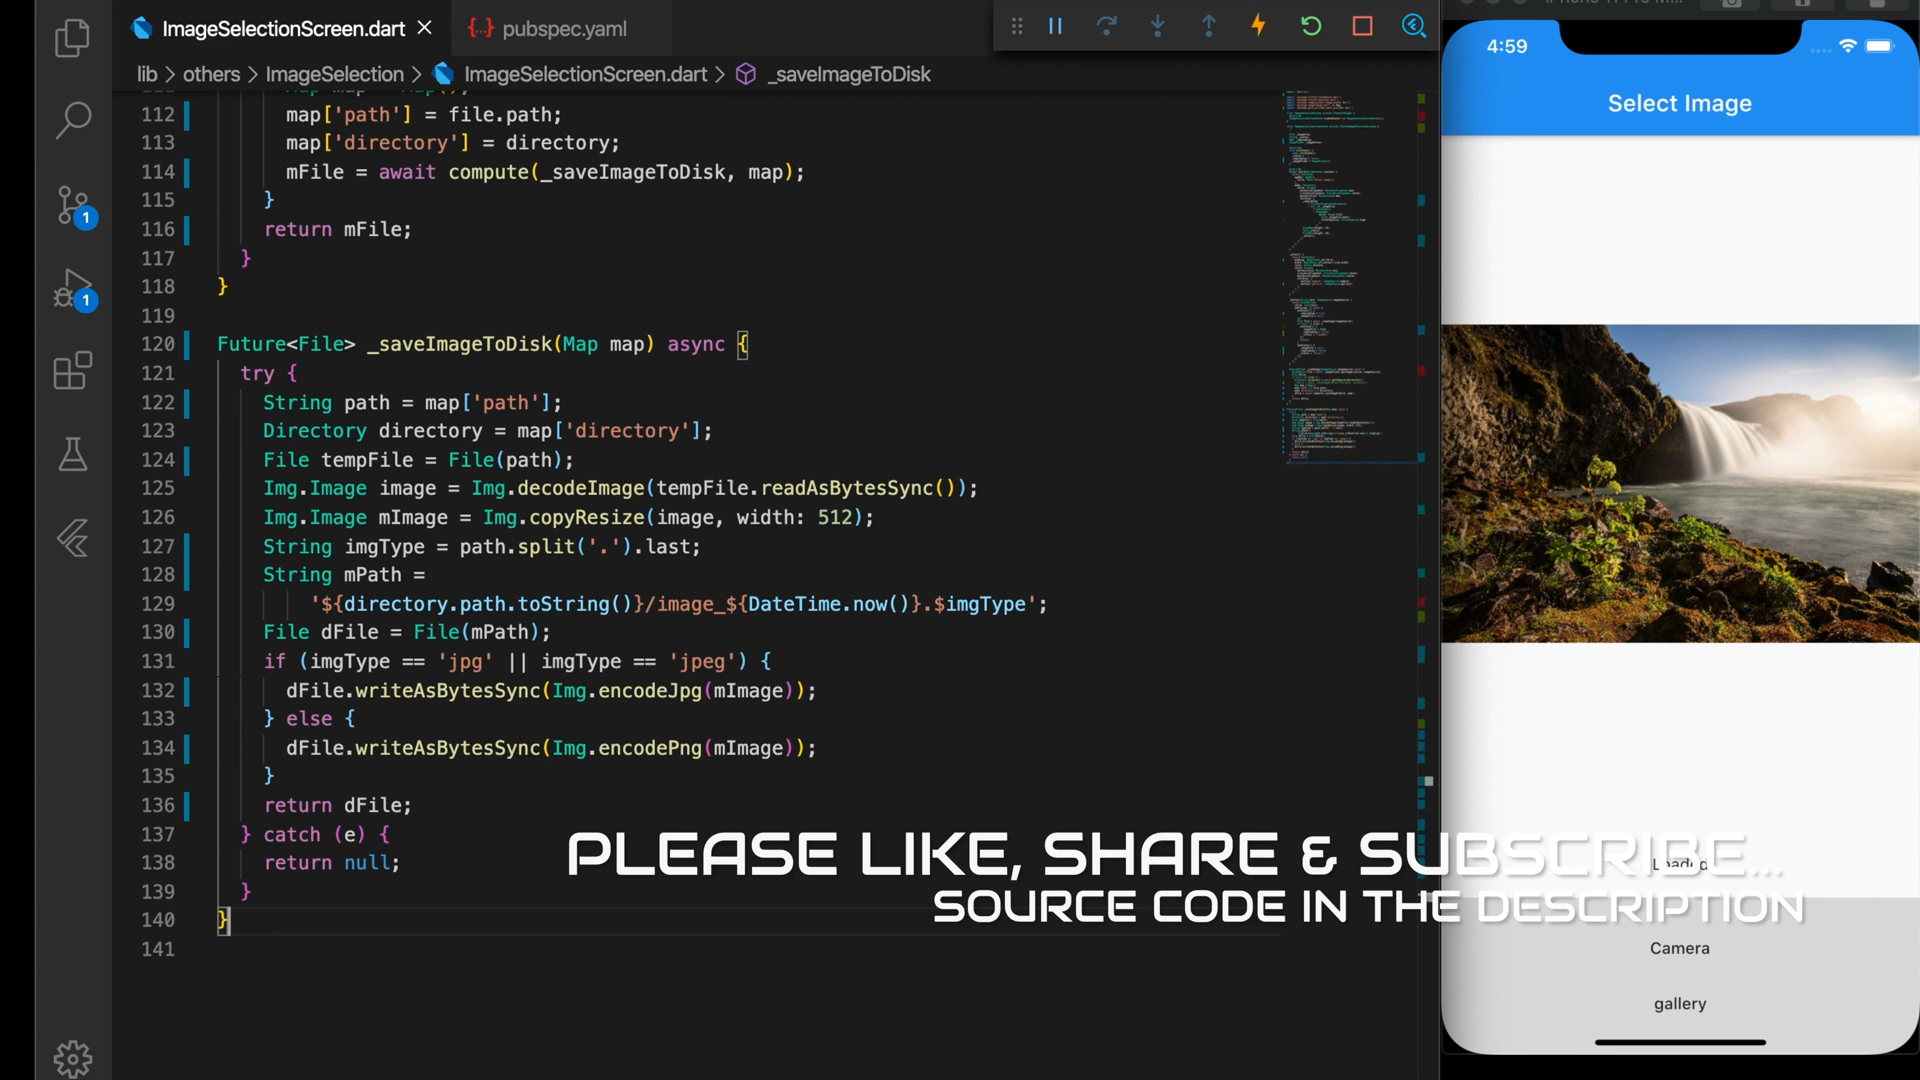 ImageSelectionScreen.dart
{..} pubspec.yaml
lib > others > ImageSelection > ImageSelectionScreen.dart > _saveImageToDisk
112 map['path'] = file.path;
113 map['directory'] = directory;
114 mFile = await compute(_saveImageToDisk, map);
115 }
116 return mFile;
117 }
118 }
119
120 Future<File> _saveImageToDisk(Map map) async {
121 try {
122 String path = map['path'];
123 Directory directory = map['directory'];
124 File tempFile = File(path);
125 Img.Image image = Img.decodeImage(tempFile.readAsBytesSync());
126 Img.Image mImage = Img.copyResize(image, width: 512);
127 String imgType = path.split('.').last;
128 String mPath =
129 '${directory.path.toString()}/image_${DateTime.now()}.$imgType';
130 File dFile = File(mPath);
131 if (imgType == 'jpg' || imgType == 'jpeg') {
132 dFile.writeAsBytesSync(Img.encodeJpg(mImage));
133 } else {
134 dFile.writeAsBytesSync(Img.encodePng(mImage));
135 }
136 return dFile;
137 } catch (e) {
138 return null;
139 }
140 }
141
1
1
4:59
Select Image
PLEASE LIKE, SHARE & SUBSCRIBE...
Loaded
SOURCE CODE IN THE DESCRIPTION
Camera
gallery